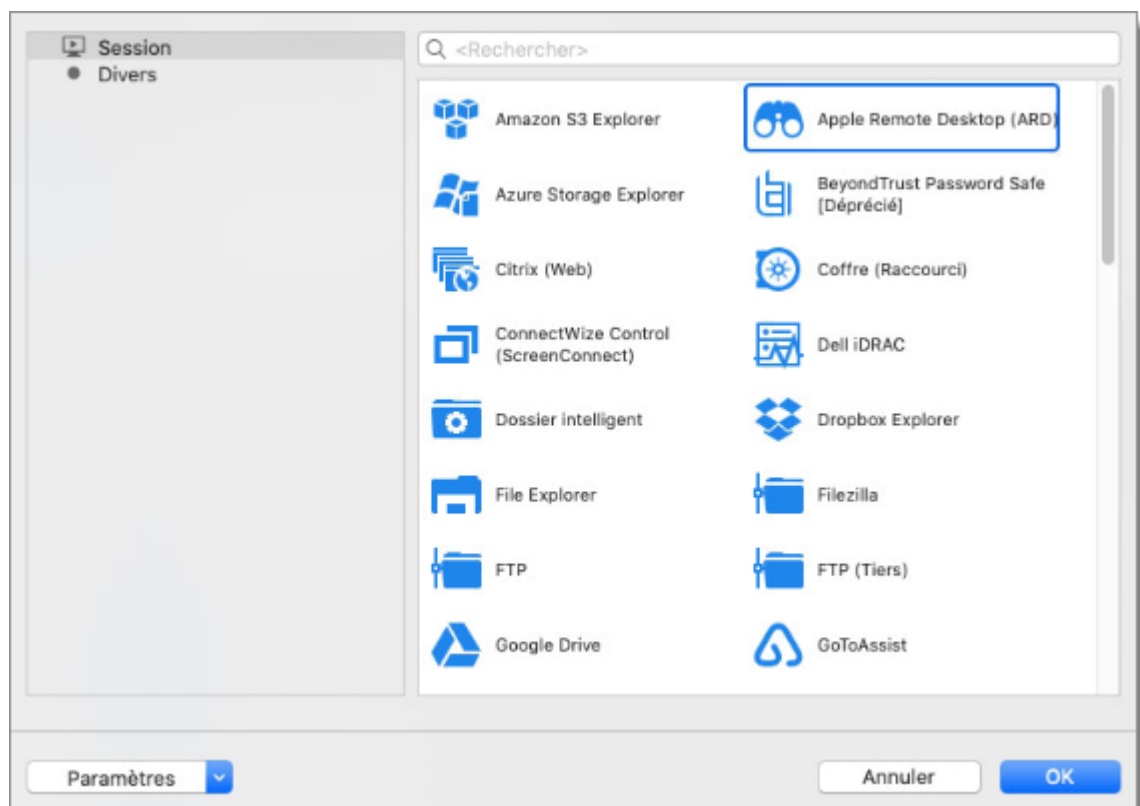 Session
Divers
<Rechercher>
Amazon S3 Explorer
Apple Remote Desktop (ARD)
Azure Storage Explorer
BeyondTrust Password Safe
[Déprécié]
Citrix (Web)
Coffre (Raccourci)
ConnectWize Control
(ScreenConnect)
Dell iDRAC
Dossier intelligent
Dropbox Explorer
File Explorer
Filezilla
FTP
FTP (Tiers)
Google Drive
GoToAssist
Paramètres
Annuler
OK